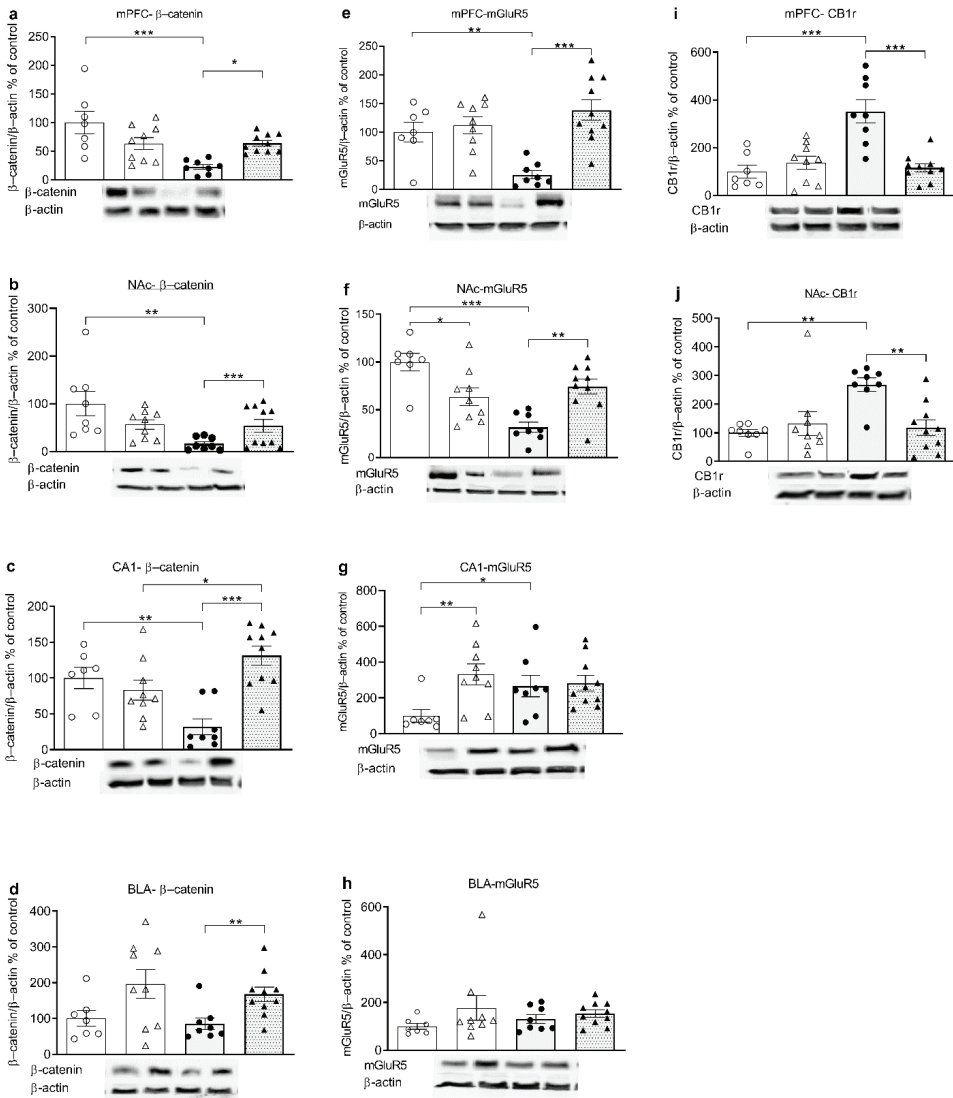 a
mPFC- β–catenin
β–catenin/β–actin % of control
250
200
150
100
50
0
***
*
β-catenin
β-actin
b
NAc- β–catenin
β–catenin/β–actin % of control
300
200
100
0
**
***
β-catenin
β-actin
c
CA1- β–catenin
β–catenin/β–actin % of control
200
150
100
50
0
*
***
**
β-catenin
β-actin
d
BLA- β–catenin
β–catenin/β–actin % of control
400
300
200
100
0
**
β-catenin
β-actin
e
mPFC-mGluR5
mGluR5/β–actin % of control
250
200
150
100
50
0
**
***
mGluR5
β-actin
f
NAc-mGluR5
mGluR5/β–actin % of control
150
100
50
0
***
*
**
mGluR5
β-actin
g
CA1-mGluR5
mGluR5/β–actin % of control
800
600
400
200
0
*
**
mGluR5
β-actin
h
BLA-mGluR5
mGluR5/β–actin % of control
600
400
200
0
mGluR5
β-actin
i
mPFC- CB1r
CB1r/β–actin % of control
600
400
200
0
***
***
CB1r
β-actin
j
NAc- CB1r
CB1r/β–actin % of control
500
400
300
200
100
0
**
**
CB1r
β-actin